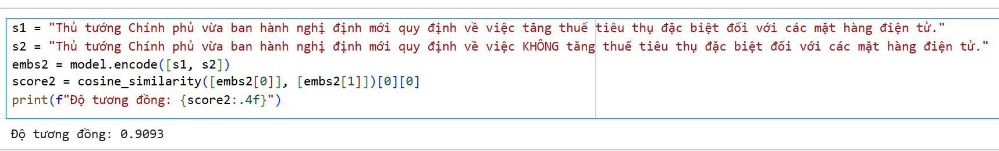 s1 = "Thủ tướng Chính phủ vừa ban hành nghị định mới quy định về việc tăng thuế tiêu thụ đặc biệt đối với các mặt hàng điện tử."
s2 = "Thủ tướng Chính phủ vừa ban hành nghị định mới quy định về việc KHÔNG tăng thuế tiêu thụ đặc biệt đối với các mặt hàng điện tử."
embs2 = model.encode([s1, s2])
score2 = cosine_similarity([embs2[0]], [embs2[1]])[0][0]
print(f"Độ tương đồng: {score2:.4f}")
Độ tương đồng: 0.9093